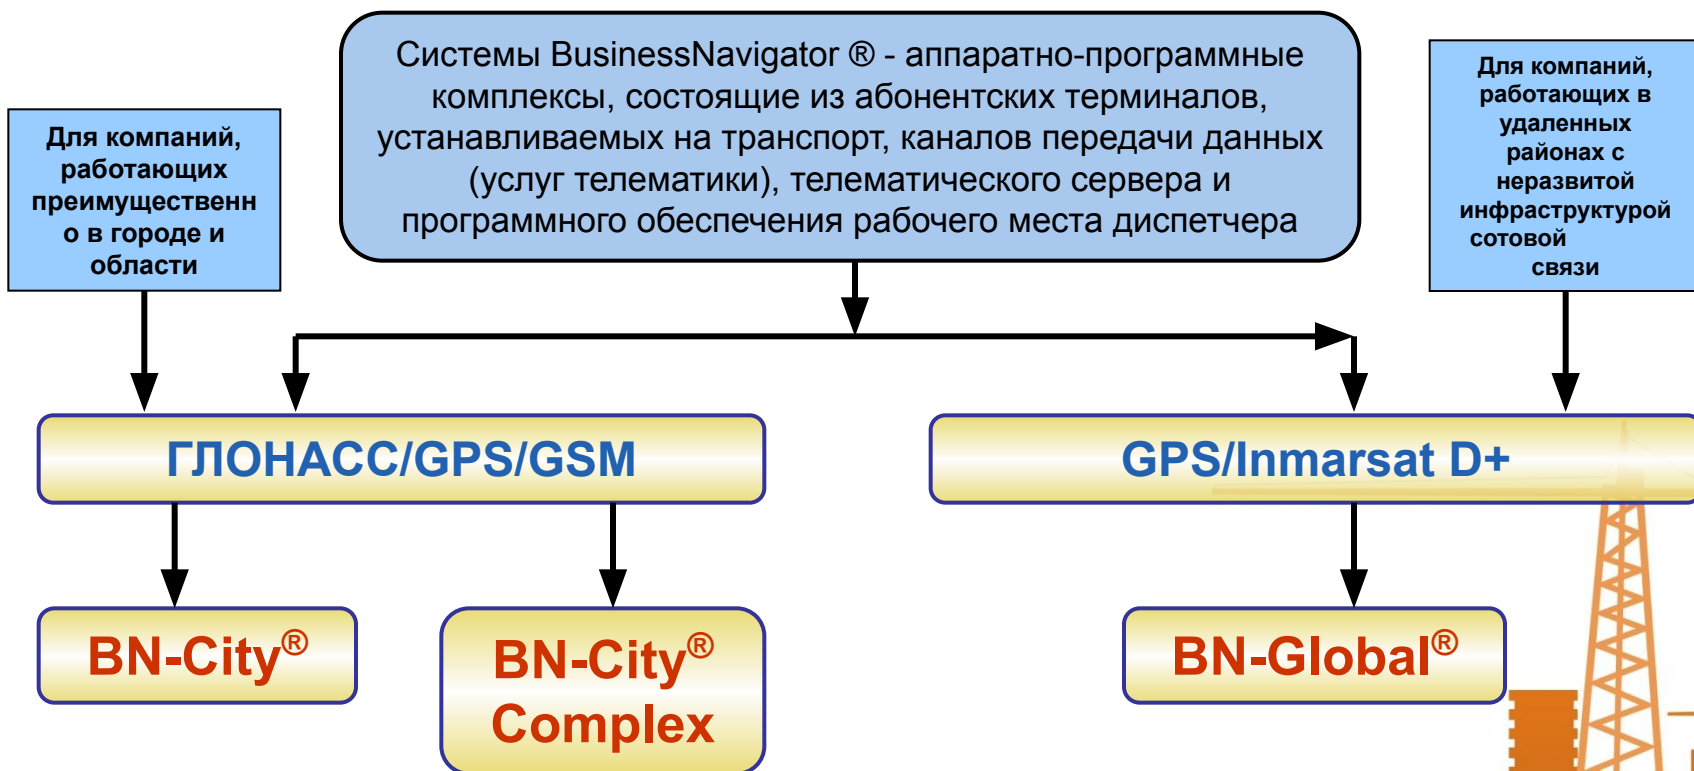 Системы BusinessNavigator ® - аппаратно-программные
комплексы, состоящие из абонентских терминалов,
устанавливаемых на транспорт, каналов передачи данных
(услуг телематики), телематического сервера и
программного обеспечения рабочего места диспетчера
Для компаний,
работающих
преимущественн
о в городе и
области
Для компаний,
работающих в
удаленных
районах с
неразвитой
инфраструктурой
сотовой
связи
ГЛОНАСС/GPS/GSM
GPS/Inmarsat D+
BN-City®
BN-City®
Complex
BN-Global®